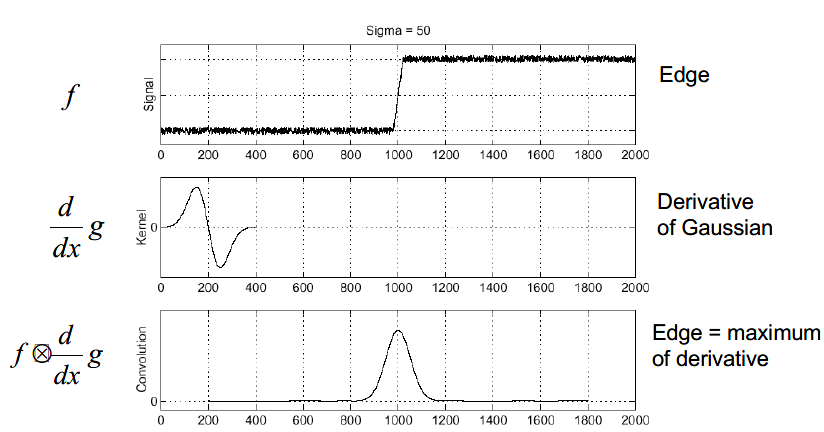 Sigma = 50
f
Signal
Edge
0 200 400 600 800 1000 1200 1400 1600 1800 2000
d
dx g
Kernel
0
Derivative
of Gaussian
0 200 400 600 800 1000 1200 1400 1600 1800 2000
f ⊗ d
dx g
Convolution
0
Edge = maximum
of derivative
0 200 400 600 800 1000 1200 1400 1600 1800 2000